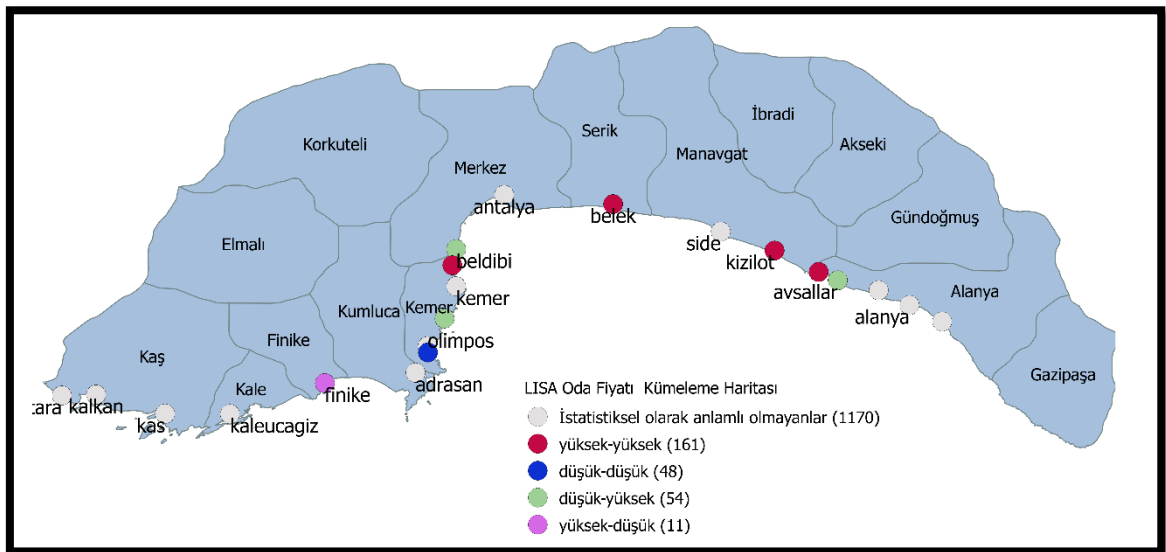 İbradi
Serik
Akseki
Korkuteli
Manavgat
Merkez
antalya
belek
Gündoğmuş
side
Elmalı
beldibi
kizilot
kemer
avsallar
Alanya
Kumluca
Kemer
alanya
Finike
olimpos
Kaş
Gazipaşa
Kale
adrasan
finike
tara
kalkan
kas
kaleucagiz
LISA Oda Fiyatı Kümeleme Haritası
İstatistiksel olarak anlamlı olmayanlar (1170)
yüksek-yüksek (161)
düşük-düşük (48)
düşük-yüksek (54)
yüksek-düşük (11)